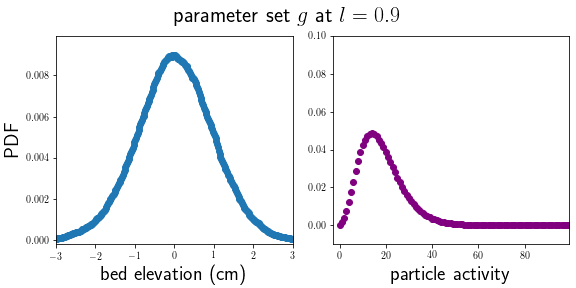 parameter set g at l = 0.9
PDF
0.008
0.006
0.004
0.002
0.000
−3 −2 −1 0 1 2 3
bed elevation (cm)
0.10
0.08
0.06
0.04
0.02
0.00
0 20 40 60 80
particle activity